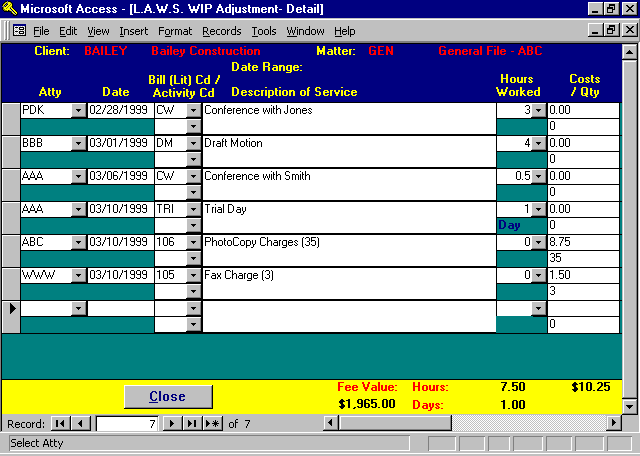 Microsoft Access - [L.A.W.S. WIP Adjustment- Detail]
File Edit View Insert Format Records Tools Window Help
Client: BAILEY Bailey Construction Matter: GEN General File - ABC
Date Range:
Atty Date Bill (Lit) Cd / Activity Cd Description of Service Hours Worked Costs / Qty
PDK 02/28/1999 CW Conference with Jones 3 0.00
0
BBB 03/01/1999 DM Draft Motion 4 0.00
0
AAA 03/06/1999 CW Conference with Smith 0.5 0.00
0
AAA 03/10/1999 TRI Trial Day 1 0.00
Day 0
ABC 03/10/1999 106 PhotoCopy Charges (35) 0 8.75
35
WWW 03/10/1999 105 Fax Charge (3) 0 1.50
3
0
Close Fee Value: Hours: 7.50 $10.25
$1,965.00 Days: 1.00
Record: 7 of 7
Select Atty